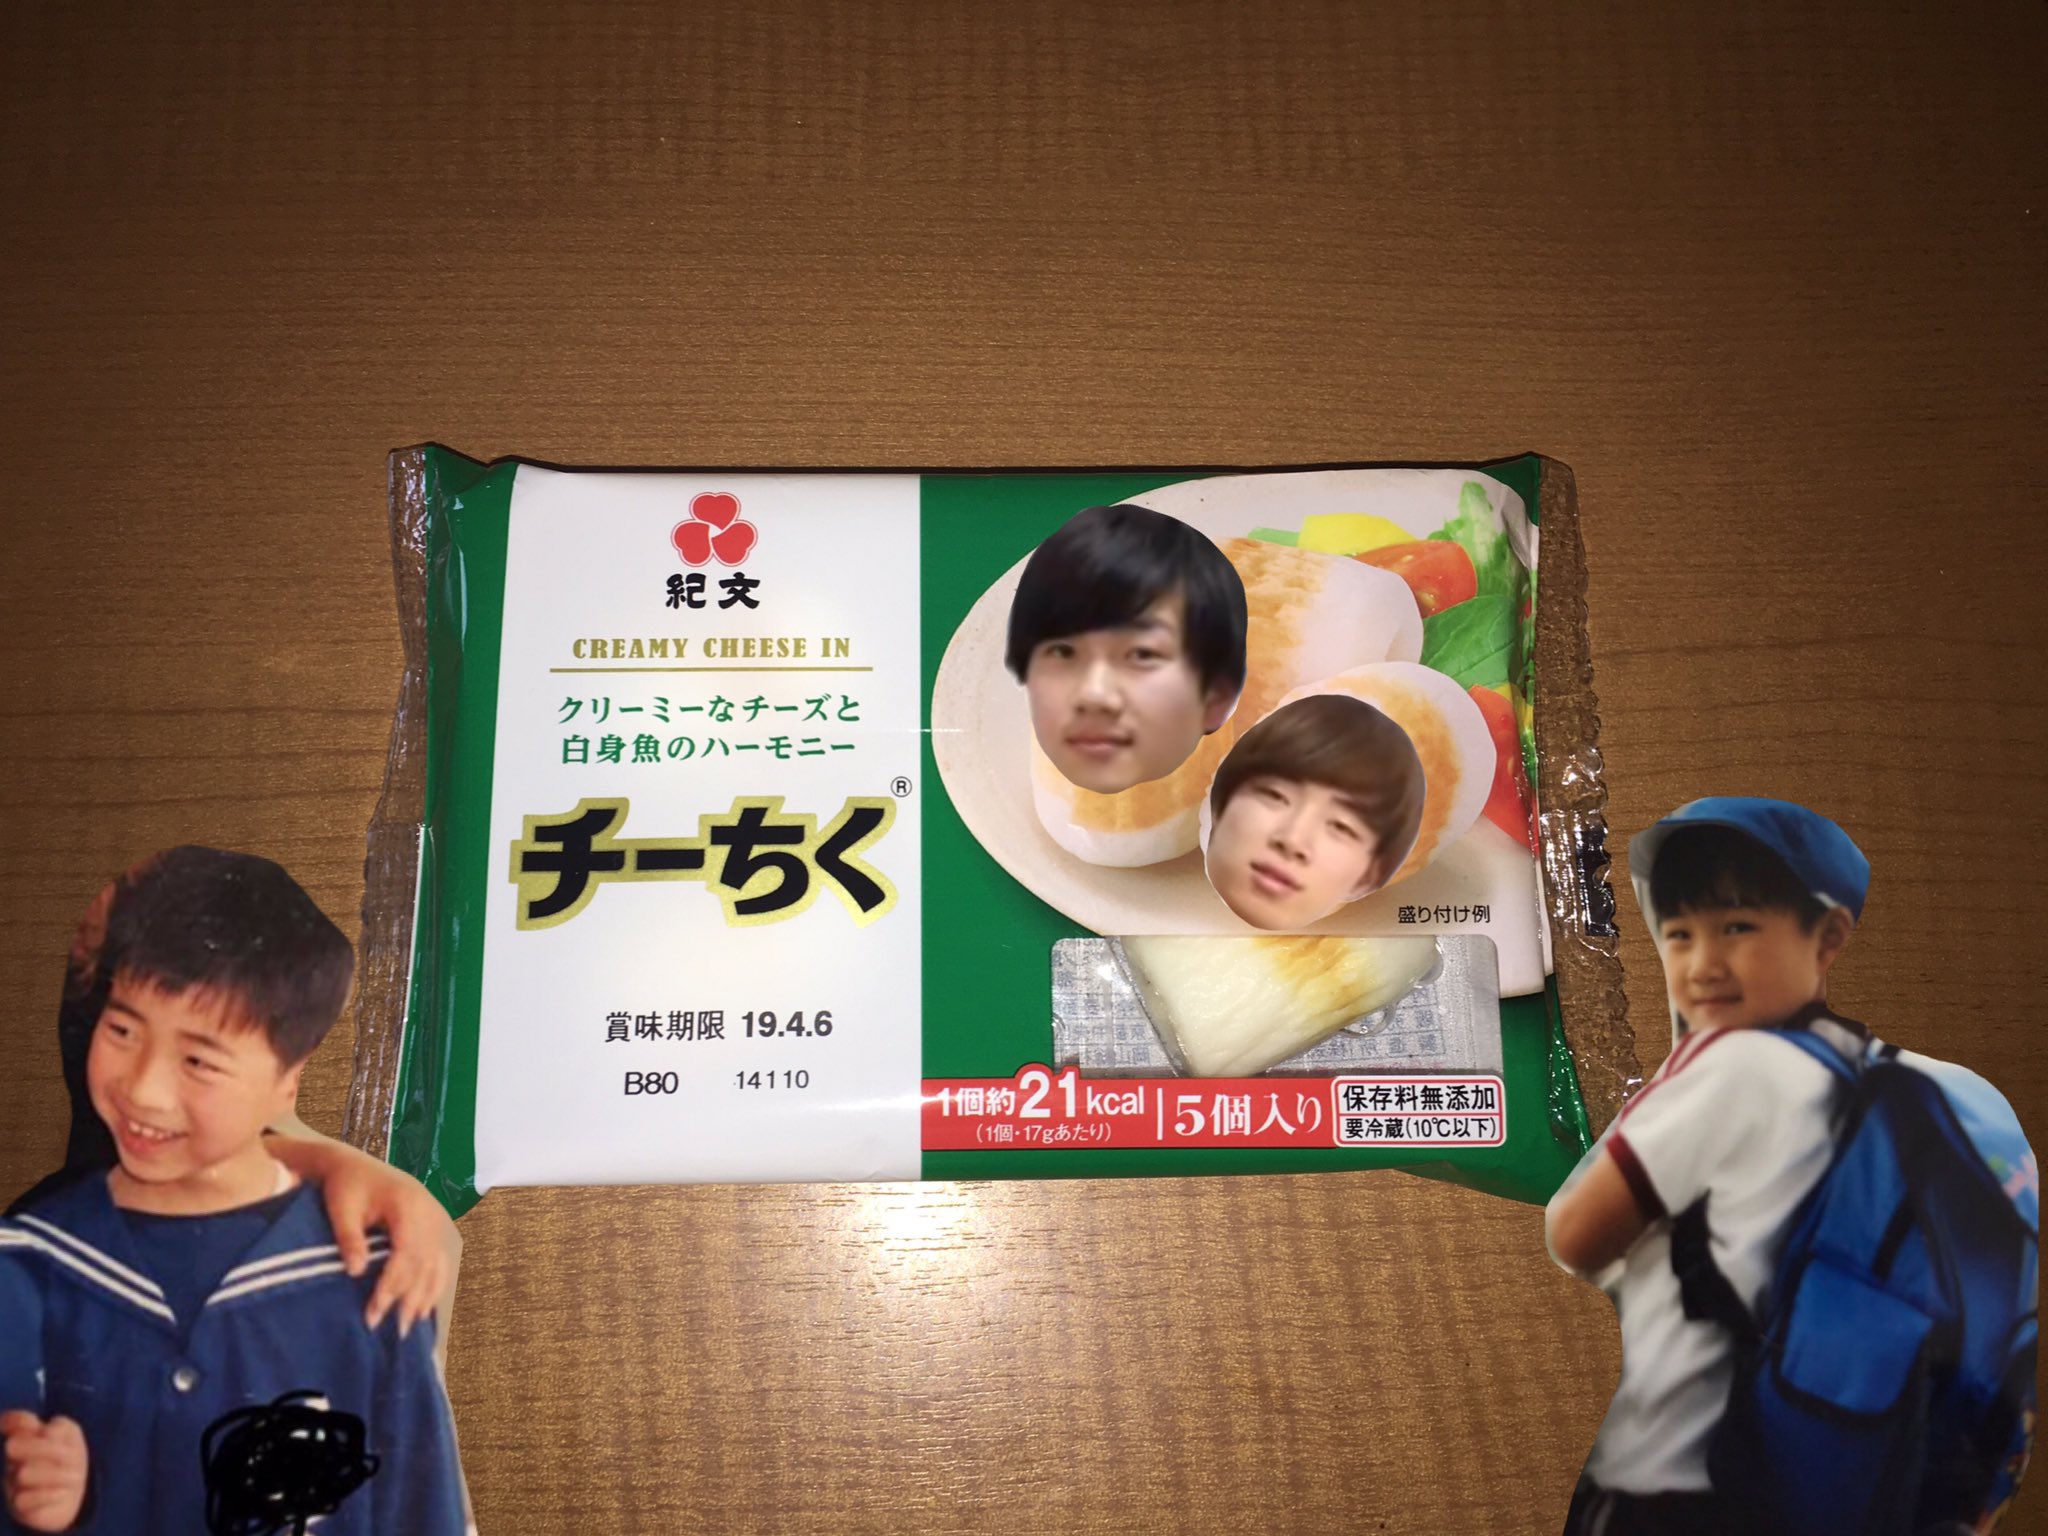 紀文
CREAMY CHEESE IN
クリーミーなチーズと
白身魚のハーモニー
チーちく®
賞味期限 19.4.6
B80 14110
盛り付け例
1個約21kcal
(1個・17gあたり)
5個入り
保存料無添加
要冷蔵(10℃以下)